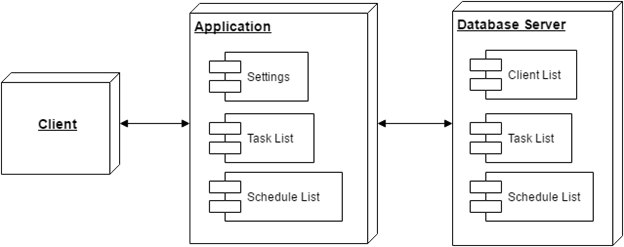 Client
Application
Settings
Task List
Schedule List
Database Server
Client List
Task List
Schedule List